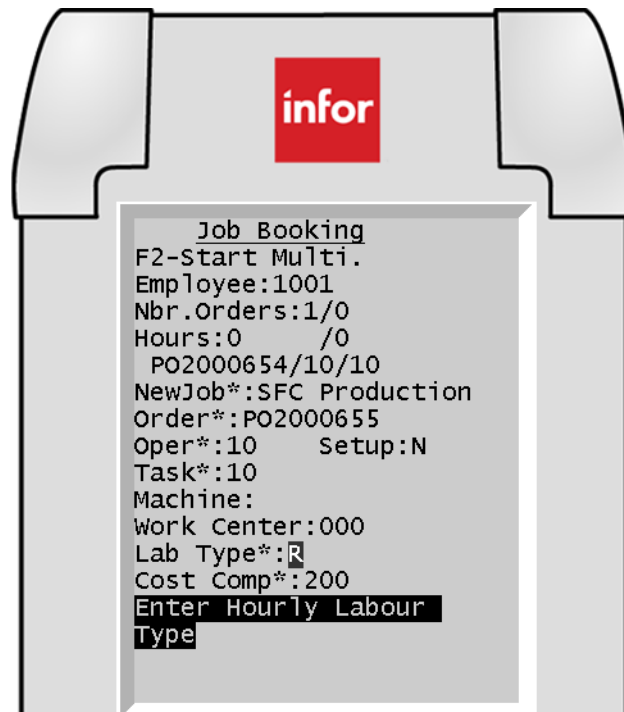 infor
Job Booking
F2-Start Multi.
Employee:1001
Nbr.Orders:1/0
Hours:0 /0
PO2000654/10/10
NewJob*:SFC Production
Order*:PO2000655
Oper*:10 Setup:N
Task*:10
Machine:
Work Center:000
Lab Type*:R
Cost Comp*:200
Enter Hourly Labour
Type